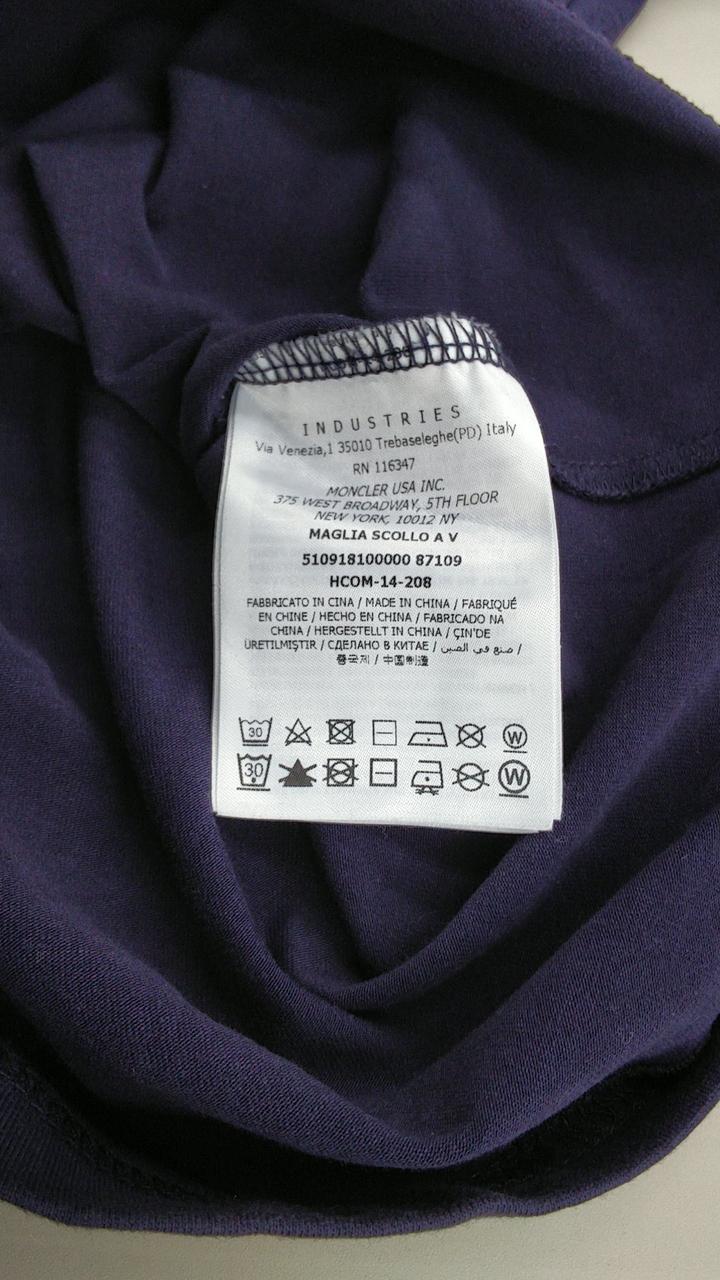 INDUSTRIES
Via Venezia,1 35010 Trebaseleghe(PD) Italy
RN 116347
MONCLER USA INC.
375 WEST BROADWAY, 5TH FLOOR
NEW YORK, 10012 NY
MAGLIA SCOLLO A V
510918100000 87109
HCOM-14-208
FABBRICATO IN CINA / MADE IN CHINA / FABRIQUÉ
EN CHINE / HECHO EN CHINA / FABRICADO NA
CHINA / HERGESTELLT IN CHINA / ÇIN'DE
ÜRETILMIŞTIR / СДЕЛАНО В КИТАЕ / صنع في الصين /
중국제 / 中国制造
30 W
30 W